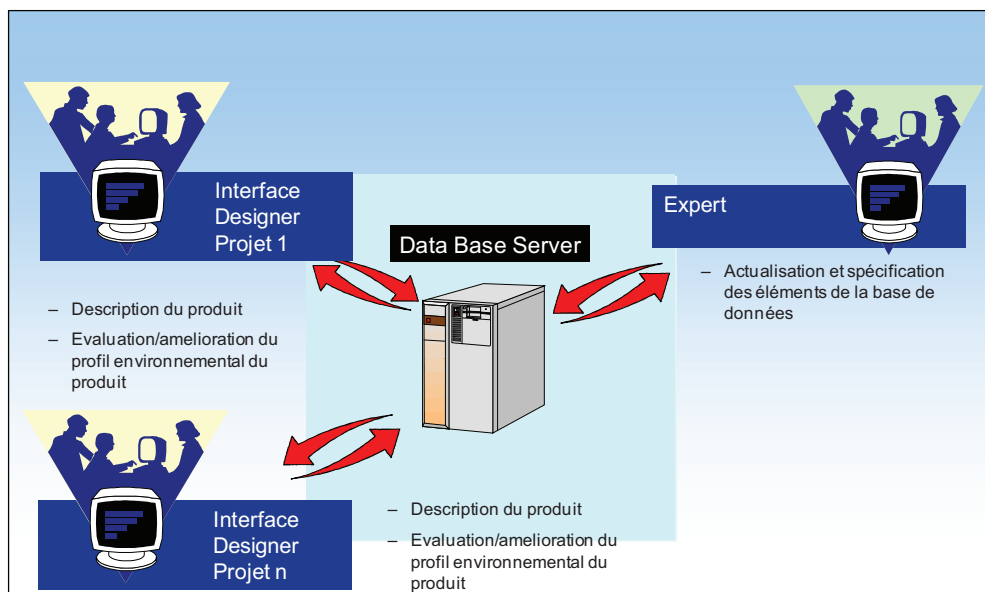 Interface
Designer
Projet 1
Data Base Server
Expert
– Actualisation et spécification
des éléments de la base de
données
– Description du produit
– Evaluation/amelioration du
profil environnemental du
produit
Interface
Designer
Projet n
– Description du produit
– Evaluation/amelioration du
profil environnemental du
produit